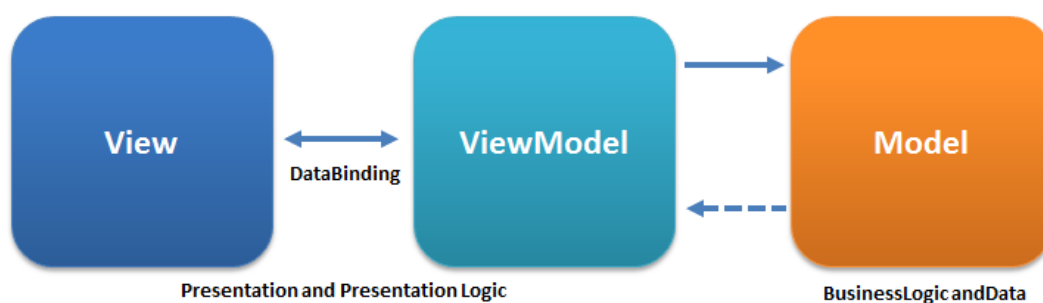 View
ViewModel
Model
DataBinding
Presentation and Presentation Logic
BusinessLogic andData